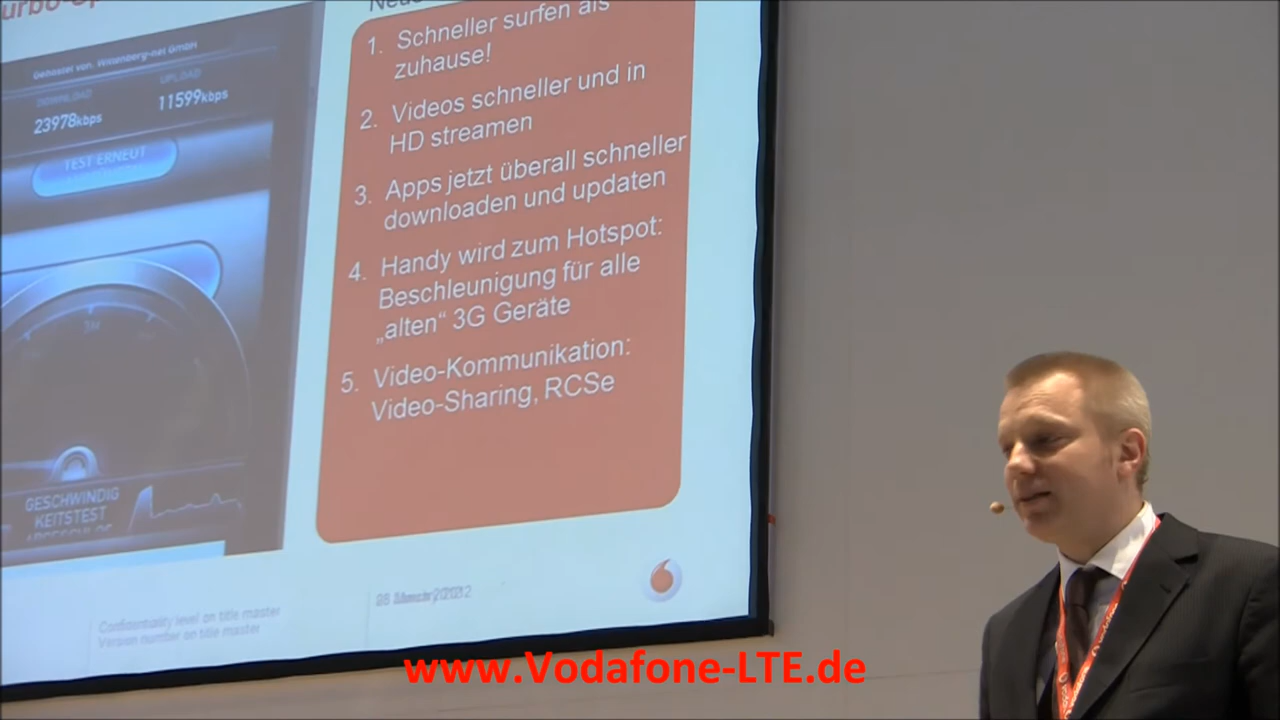 Gehostet von: Wittenberg-net GmbH
DOWNLOAD
UPLOAD
23978kbps
11599kbps
TEST ERNEUT
3M
GESCHWINDIG
KEITSTEST
1. Schneller surfen als
zuhause!
2. Videos schneller und in
HD streamen
3. Apps jetzt überall schneller
downloaden und updaten
4. Handy wird zum Hotspot:
Beschleunigung für alle
„alten“ 3G Geräte
5. Video-Kommunikation:
Video-Sharing, RCSe
Confidentiality level on title master
Version number on title master
www.Vodafone-LTE.de